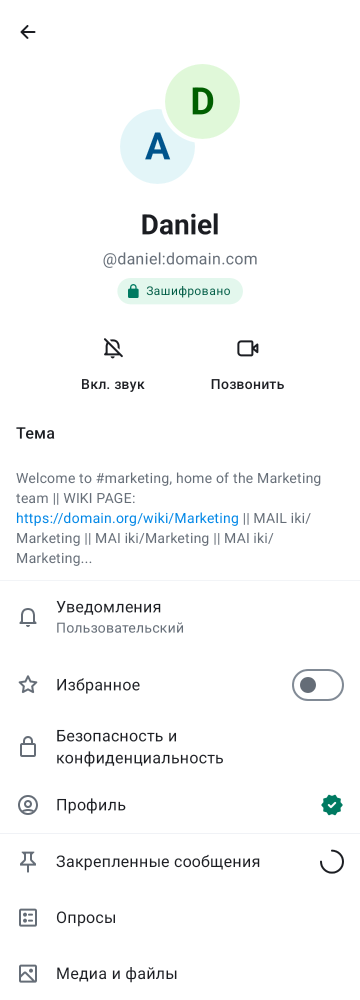 D
A
Daniel
@daniel:domain.com
Зашифровано
Вкл. звук
Позвонить
Тема
Welcome to #marketing, home of the Marketing
team || WIKI PAGE:
https://domain.org/wiki/Marketing || MAIL iki/
Marketing || MAI iki/Marketing || MAI iki/
Marketing...
Уведомления
Пользовательский
Избранное
Безопасность и
конфиденциальность
Профиль
Закрепленные сообщения
Опросы
Медиа и файлы